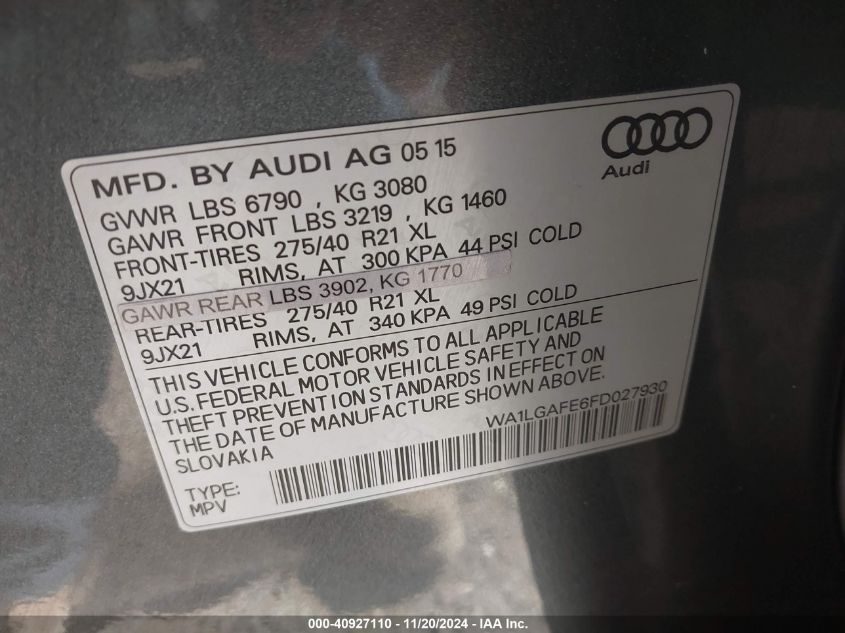 MFD. BY AUDI AG 05 15
Audi
GVWR LBS 6790 , KG 3080
GAWR FRONT LBS 3219 , KG 1460
FRONT-TIRES 275/40 R21 XL
9JX21 RIMS, AT 300 KPA 44 PSI COLD
GAWR REAR LBS 3902, KG 1770
REAR-TIRES 275/40 R21 XL
9JX21 RIMS, AT 340 KPA 49 PSI COLD
THIS VEHICLE CONFORMS TO ALL APPLICABLE
U.S. FEDERAL MOTOR VEHICLE SAFETY AND
THEFT PREVENTION STANDARDS IN EFFECT ON
THE DATE OF MANUFACTURE SHOWN ABOVE.
SLOVAKIA
WA1LGAFE6FD027930
TYPE:
MPV
000-40927110 — 11/20/2024 — IAA Inc.